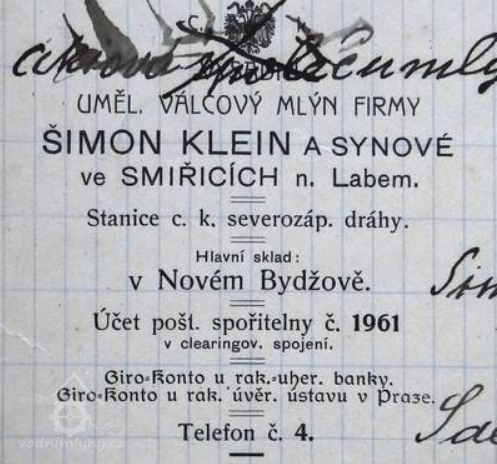 UMĚL. VÁLCOVÝ MLÝN FIRMY
ŠIMON KLEIN A SYNOVÉ
ve SMIŘICÍCH n. Labem.
Stanice c. k. severozáp. dráhy.
Hlavní sklad:
v Novém Bydžově.
Účet pošt. spořitelny č. 1961
v clearingov. spojení.
Giro-Konto u rak.-uher. banky.
Giro-Konto u rak. úvěr. ústavu v Praze.
Telefon č. 4.
vodnimlyny.cz